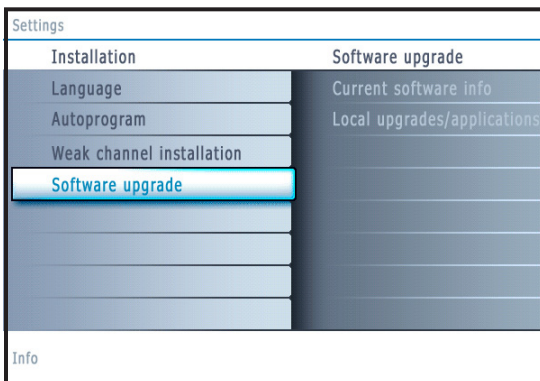 Settings
Installation
Software upgrade
Language
Current software info
Autoprogram
Local upgrades/applications
Weak channel installation
Software upgrade
Info